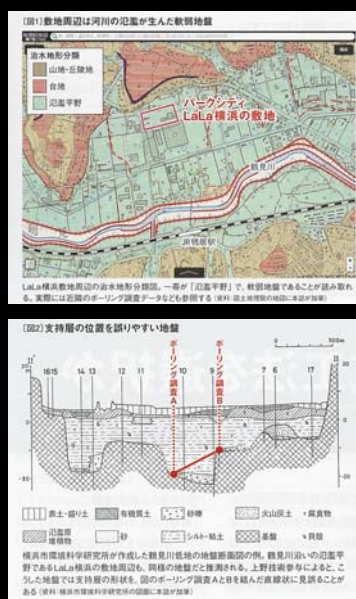 〔図1〕敷地周辺は河川の氾濫が生んだ軟弱地盤
治水地形分類
山地・丘陵地
台地
氾濫平野
パークシティ
LaLa横浜の敷地
鶴見川
JR鴨居駅
LaLa横浜敷地周辺の治水地形分類図。一帯が「氾濫平野」で、軟弱地盤であることが読み取れ
る。実際には近隣のボーリング調査データなども参照する(資料:国土地理院の地図に本誌が加筆)
〔図2〕支持層の位置を誤りやすい地盤
0 500m
ボーリング調査A
ボーリング調査B
II' II
1615 14 13 12 11 10 9 7 6 17
表土・盛り土 有機質土 砂礫 火山灰土 腐食物
氾濫原堆積物 砂 シルト・粘土 基盤 貝殻
横浜市環境科学研究所が作成した鶴見川低地の地盤断面図の例。鶴見川沿いの氾濫平
野であるLaLa横浜の敷地も、同様の地盤だと推測される。上野技術参与によると、こ
うした地盤では支持層の形状を、図のボーリング調査AとBを結んだ直線状に見誤ることが
ある(資料:横浜市環境科学研究所の図面に本誌が加筆)